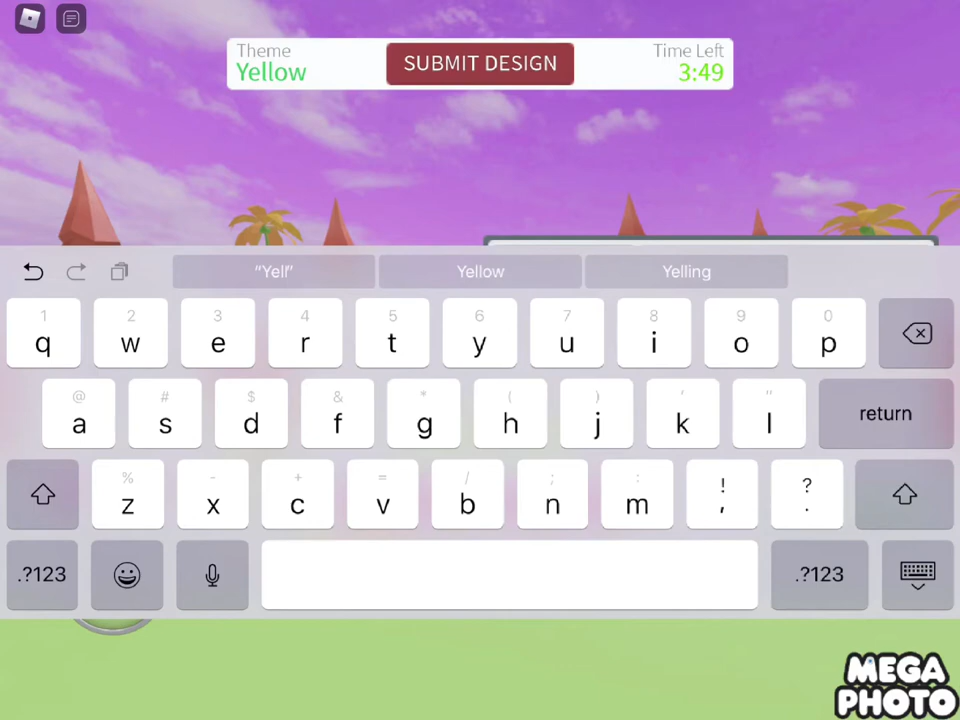 Theme
Yellow
SUBMIT DESIGN
Time Left
3:49
“Yell” Yellow Yelling
1 2 3 4 5 6 7 8 9 0
q w e r t y u i o p
@ # $ & * ( ) ' "
a s d f g h j k l return
% - + = / ; : ! ?
z x c v b n m , .
.?123 .?123
MEGA
PHOTO